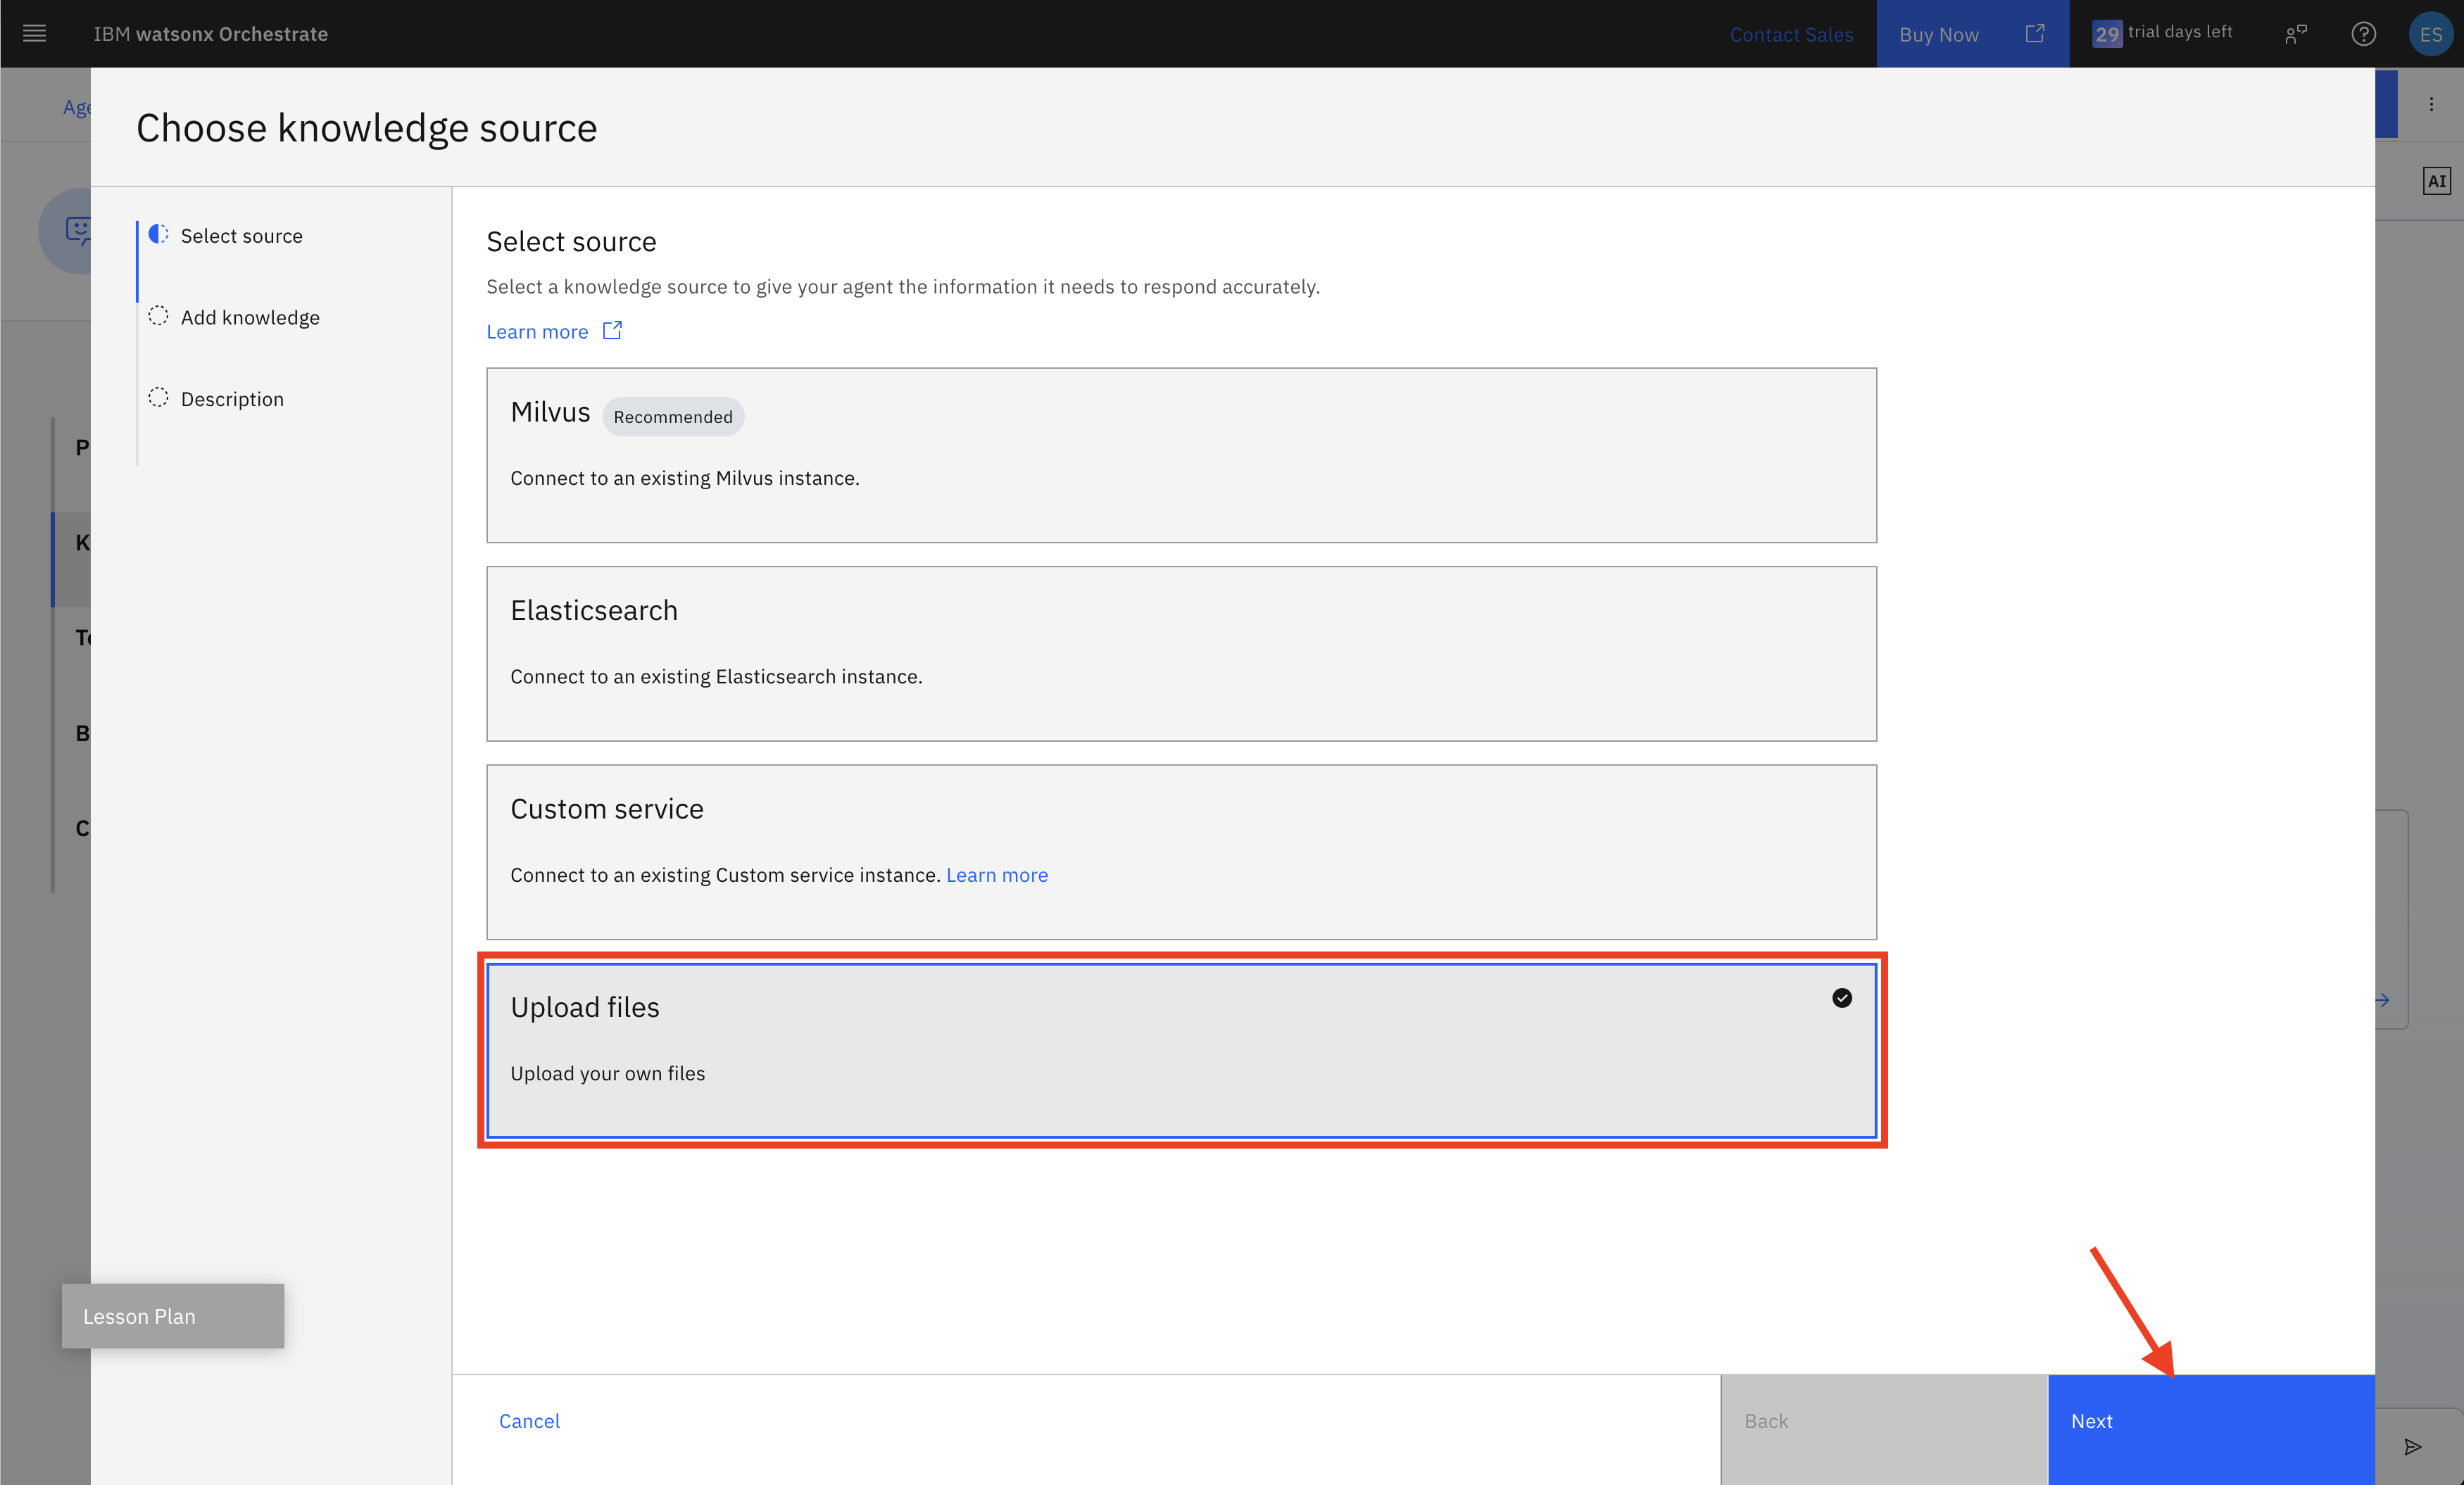 IBM watsonx Orchestrate
Contact Sales
Buy Now
29 trial days left
ES
Age
AI
Choose knowledge source
Select source
Add knowledge
Description
P
K
Te
B
C
Select source
Select a knowledge source to give your agent the information it needs to respond accurately.
Learn more
Milvus Recommended
Connect to an existing Milvus instance.
Elasticsearch
Connect to an existing Elasticsearch instance.
Custom service
Connect to an existing Custom service instance. Learn more
Upload files
Upload your own files
Lesson Plan
Cancel
Back
Next